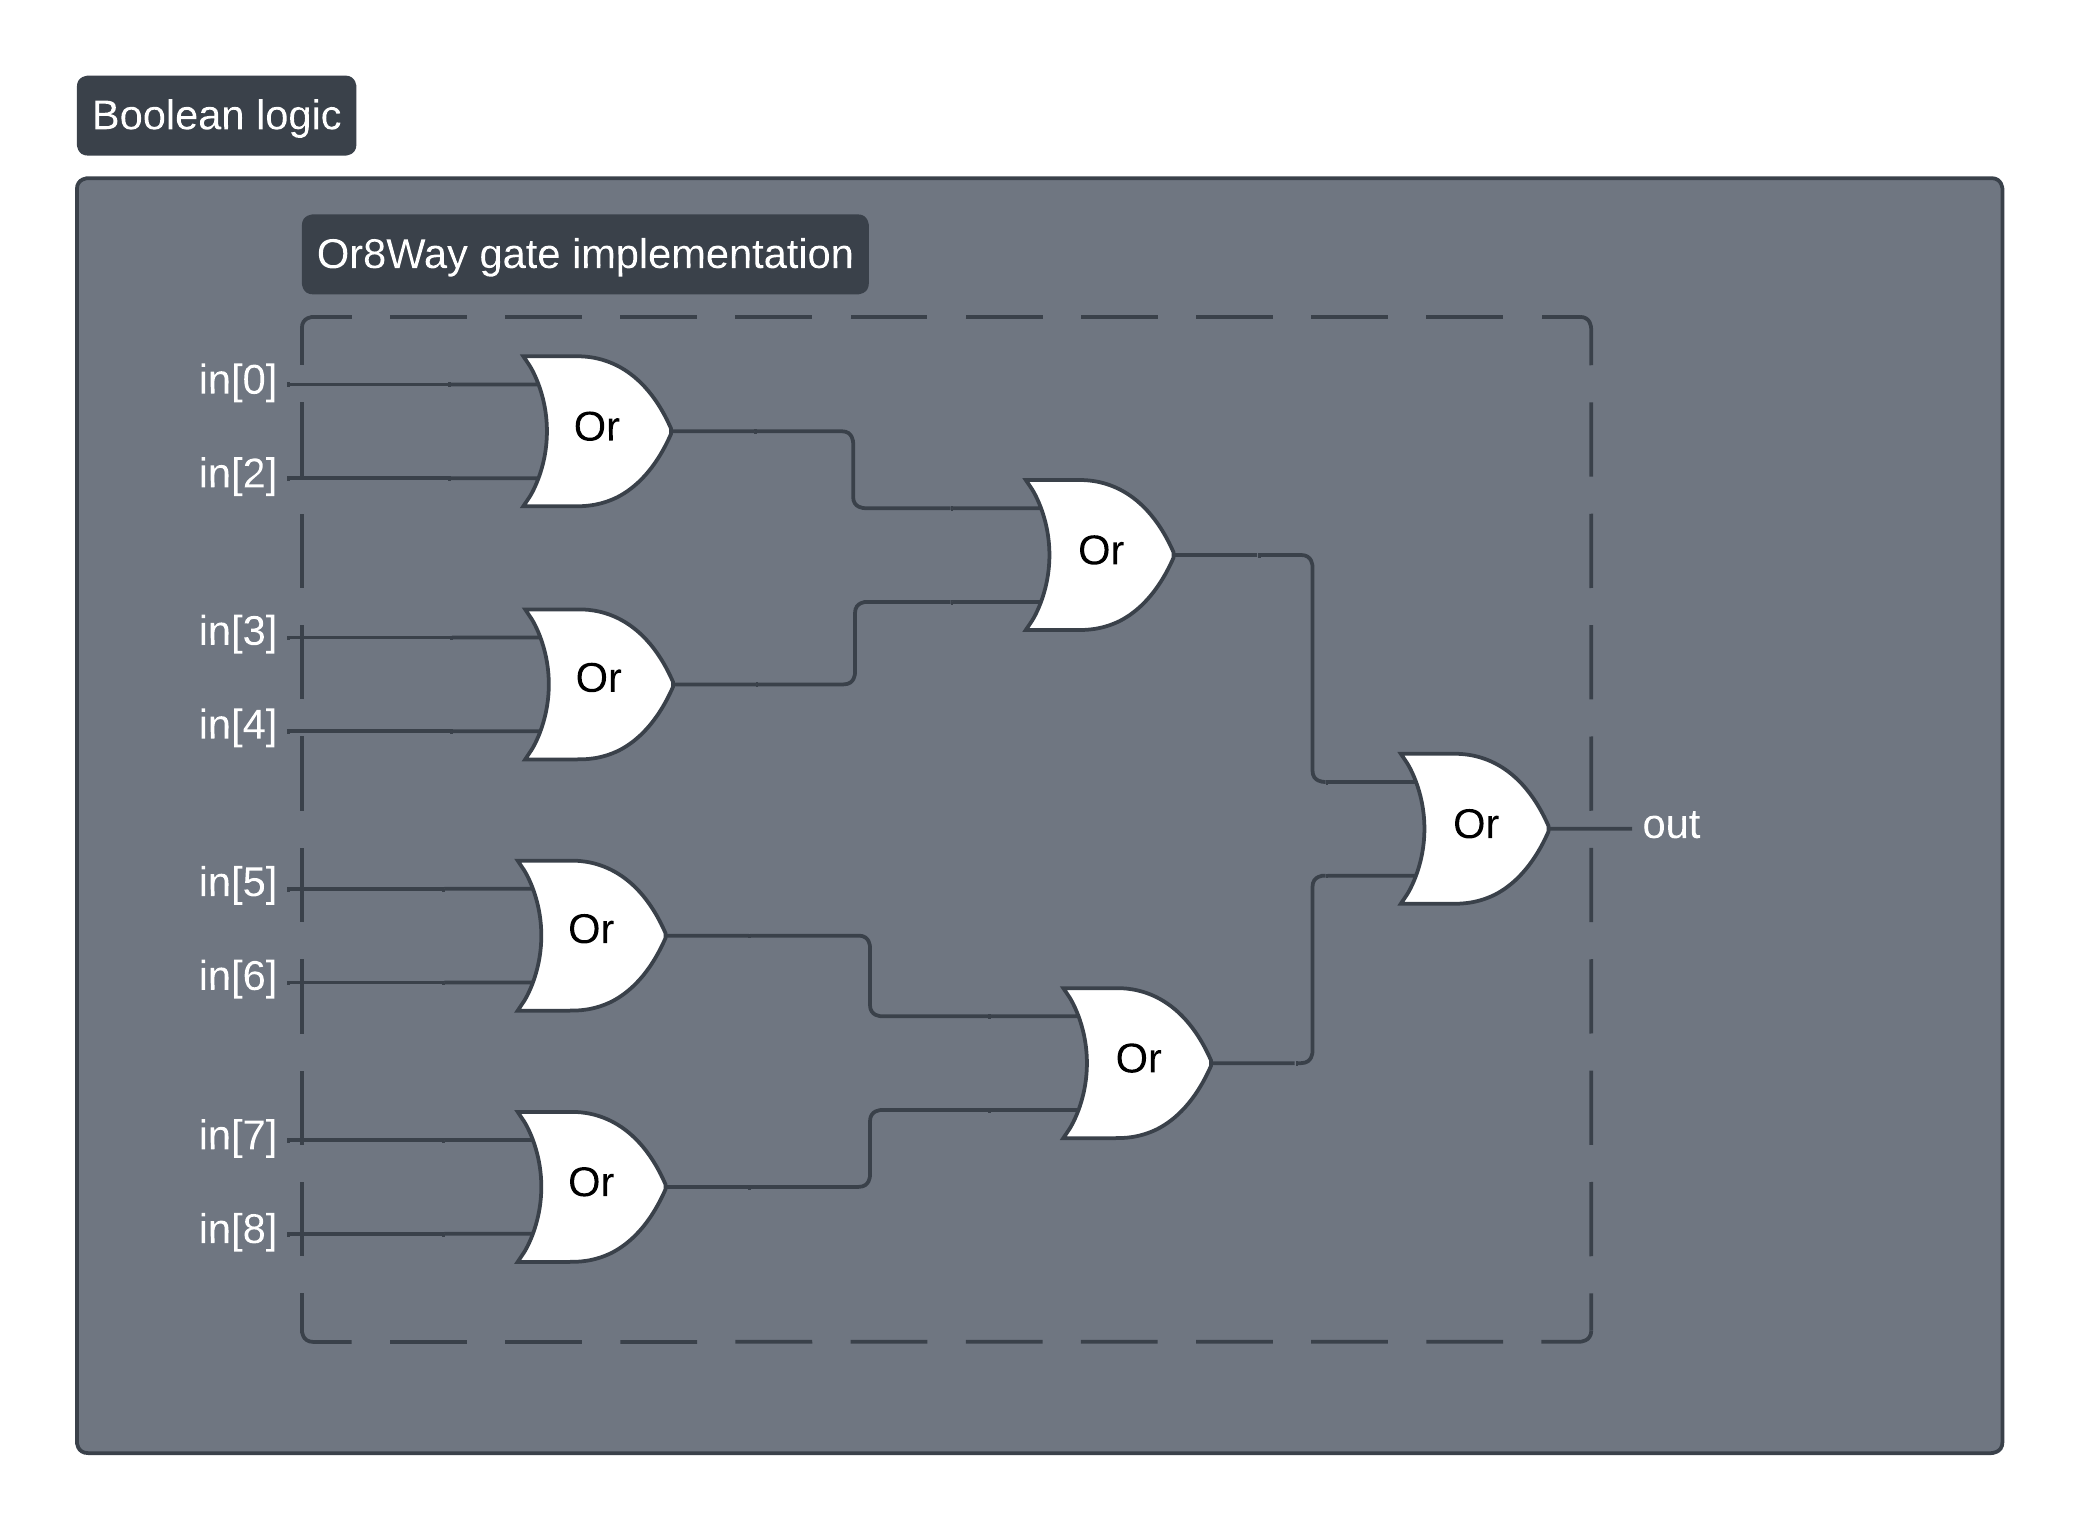 Boolean logic
Or8Way gate implementation
in[0]
Or
in[2]
Or
in[3]
Or
in[4]
Or
out
in[5]
Or
in[6]
Or
in[7]
Or
in[8]